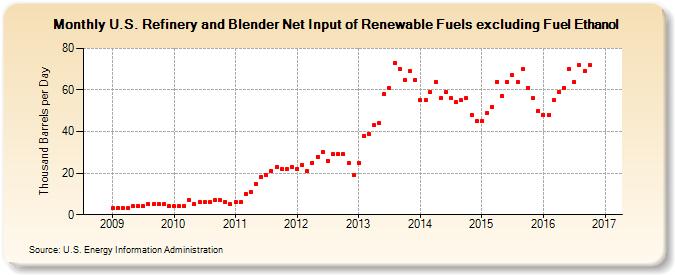 Monthly U.S. Refinery and Blender Net Input of Renewable Fuels excluding Fuel Ethanol
Thousand Barrels per Day
80
60
40
20
0
2009 2010 2011 2012 2013 2014 2015 2016 2017
Source: U.S. Energy Information Administration